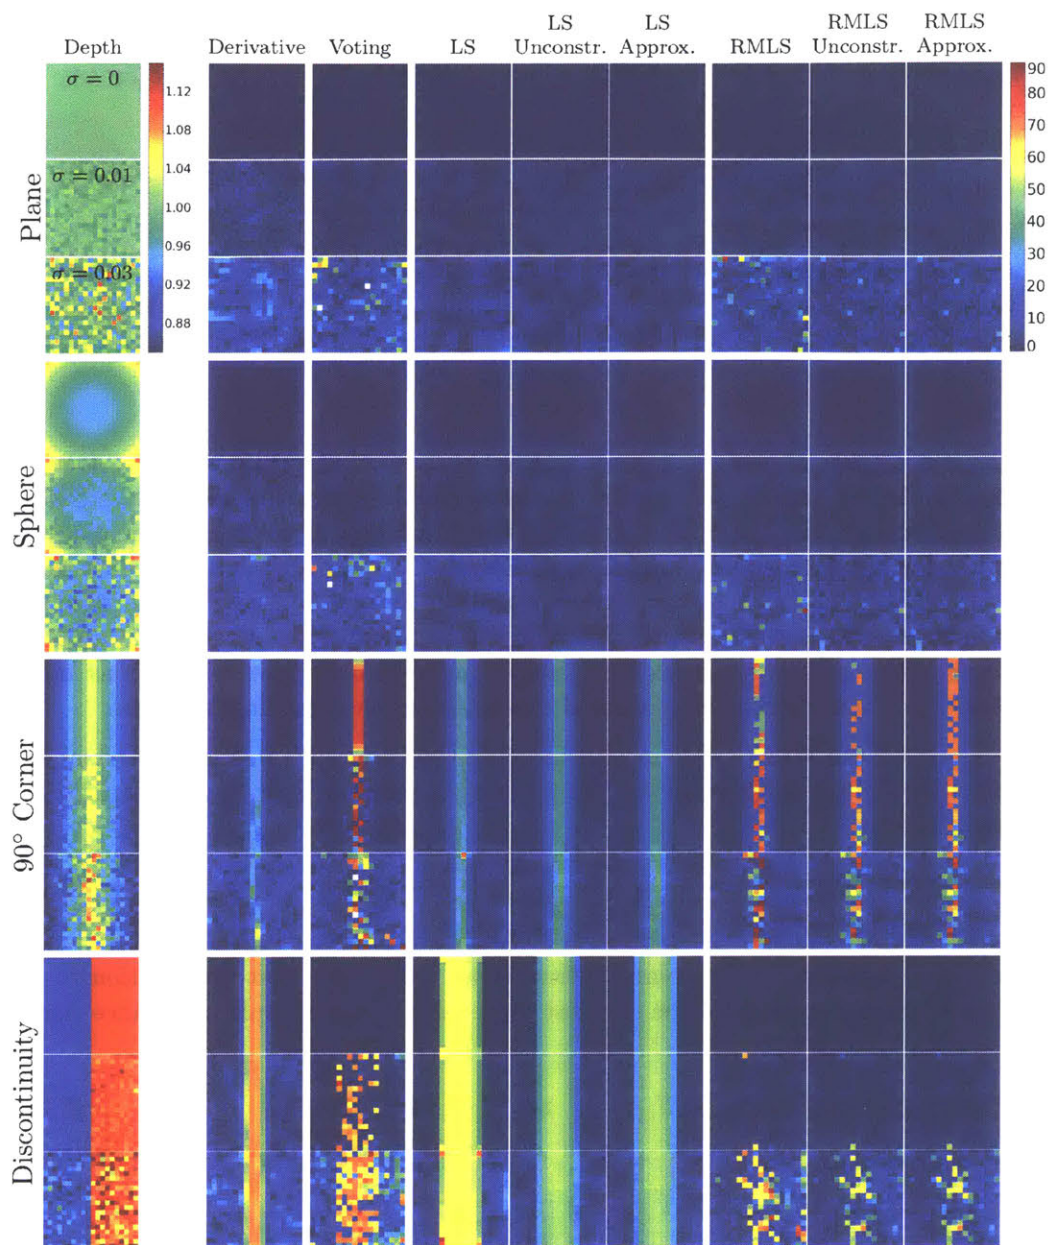 LS LS RMLS RMLS
Depth Derivative Voting LS Unconstr. Approx. RMLS Unconstr. Approx.
σ = 0
σ = 0.01
σ = 0.03
1.12
1.08
1.04
1.00
0.96
0.92
0.88
90
80
70
60
50
40
30
20
10
0
Plane
Sphere
90° Corner
Discontinuity